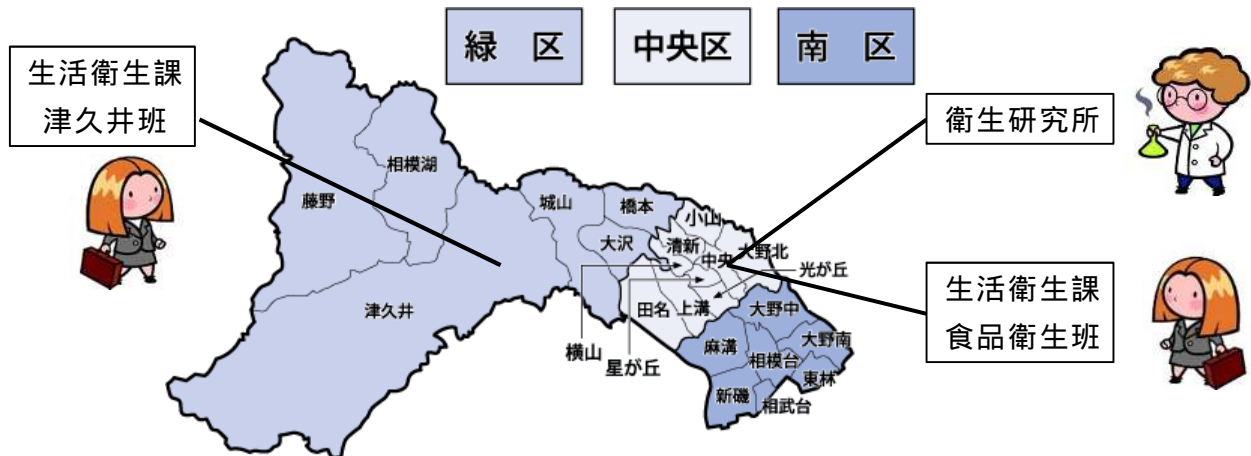 緑 区
中央区
南 区
生活衛生課
津久井班
衛生研究所
相模湖
藤野
城山
橋本
小山
大沢
清新
中央
大野北
光が丘
津久井
田名
上溝
大野中
横山
星が丘
麻溝
相模台
大野南
東林
新磯
相武台
生活衛生課
食品衛生班